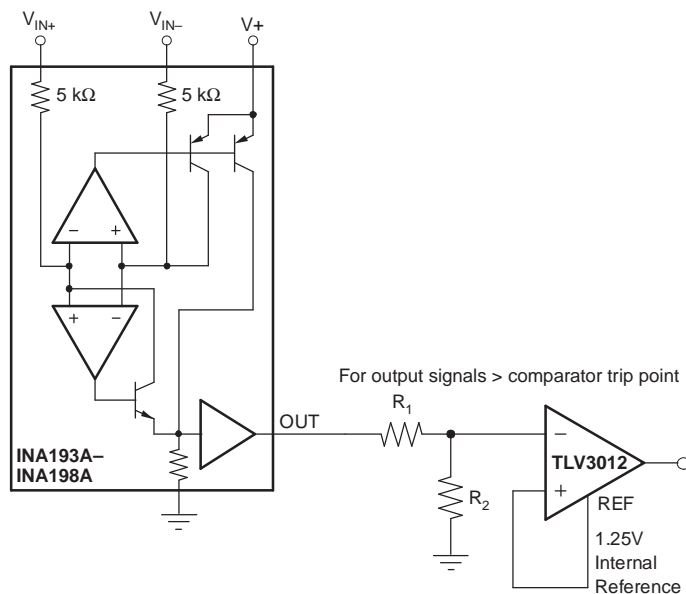 VIN+
VIN−
V+
5 kΩ
5 kΩ
−
+
+
−
For output signals > comparator trip point
OUT
R1
INA193A–
INA198A
R2
−
TLV3012
+
REF
1.25V
Internal
Reference